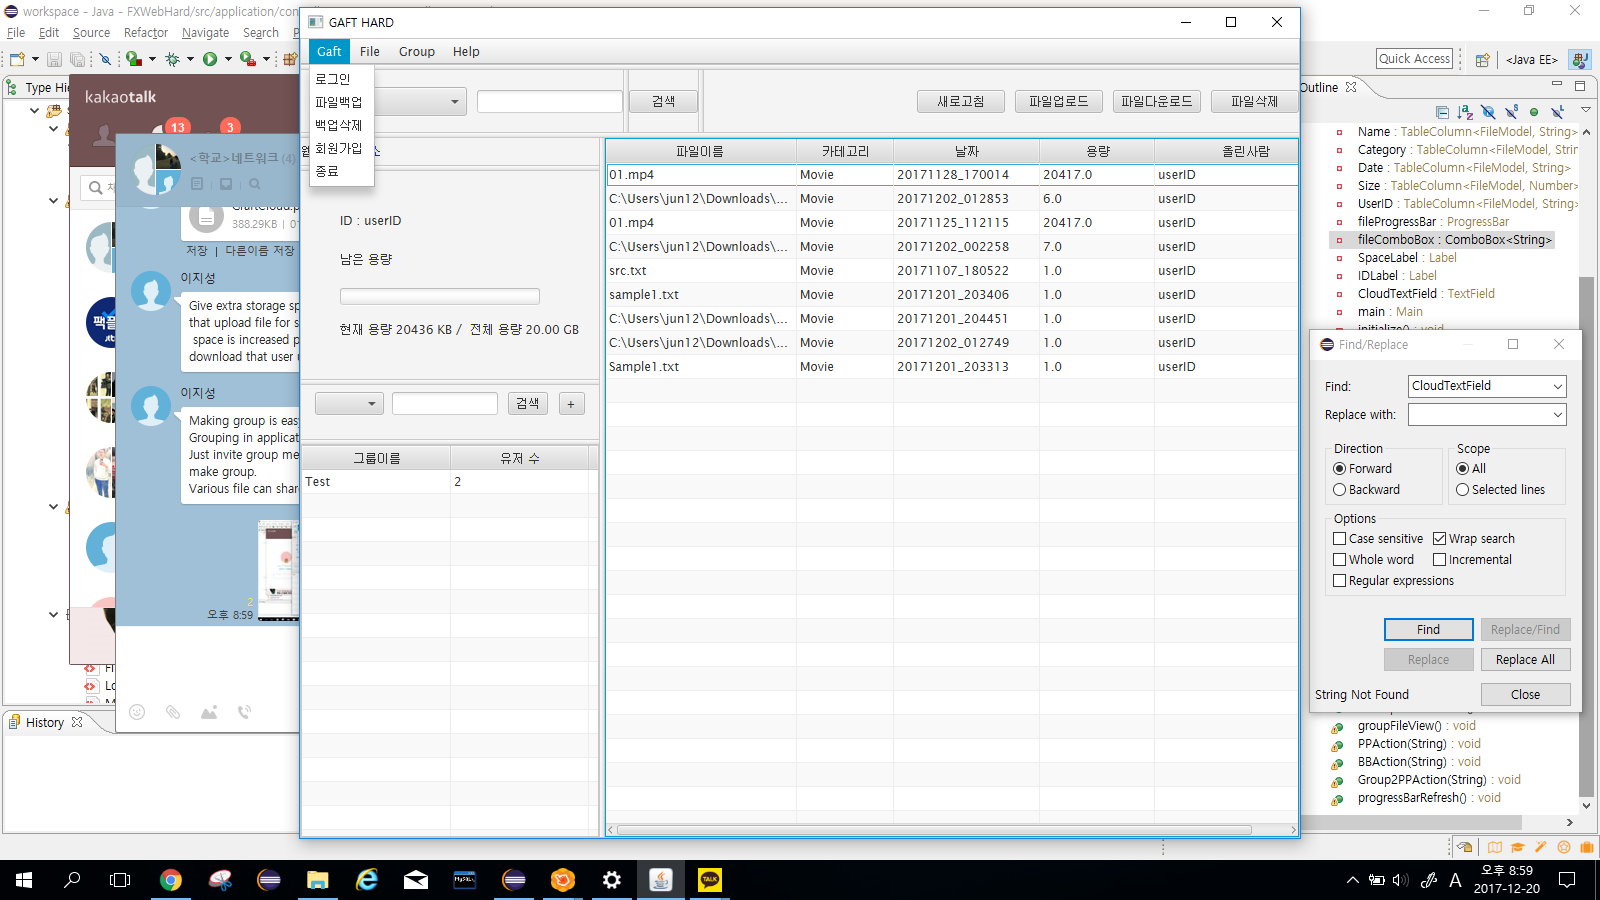 workspace - Java - FXWebHard/src/application/con
File Edit Source Refactor Navigate Search P
Quick Access
<Java EE>
Type Hi
kakaotalk
13
3
<학교>네트워크 (4)
388.29KB
저장 | 다른이름 저장
이지성
Give extra storage sp
that upload file for s
space is increased p
download that user u
이지성
Making group is easy
Grouping in applicat
Just invite group me
make group.
Various file can shar
2
오후 8:59
팩플
Fi
Lo
History
GAFT HARD
Gaft File Group Help
로그인
파일백업
백업삭제
회원가입
종료
검색
새로고침
파일업로드
파일다운로드
파일삭제
웹
소
ID : userID
남은 용량
현재 용량 20436 KB / 전체 용량 20.00 GB
검색
+
그룹이름 유저 수
Test 2
파일이름 카테고리 날짜 용량 올린사람
01.mp4 Movie 20171128_170014 20417.0 userID
C:\Users\jun12\Downloads\... Movie 20171202_012853 6.0 userID
01.mp4 Movie 20171125_112115 20417.0 userID
C:\Users\jun12\Downloads\... Movie 20171202_002258 7.0 userID
src.txt Movie 20171107_180522 1.0 userID
sample1.txt Movie 20171201_203406 1.0 userID
C:\Users\jun12\Downloads\... Movie 20171201_204451 1.0 userID
C:\Users\jun12\Downloads\... Movie 20171202_012749 1.0 userID
Sample1.txt Movie 20171201_203313 1.0 userID
Outline
Name : TableColumn<FileModel, String>
Category : TableColumn<FileModel, Strin
Date : TableColumn<FileModel, String>
Size : TableColumn<FileModel, Number>
UserID : TableColumn<FileModel, String>
fileProgressBar : ProgressBar
fileComboBox : ComboBox<String>
SpaceLabel : Label
IDLabel : Label
CloudTextField : TextField
main : Main
initialize() : void
Find/Replace
Find: CloudTextField
Replace with:
Direction
Forward
Backward
Scope
All
Selected lines
Options
Case sensitive
Wrap search
Whole word
Incremental
Regular expressions
Find
Replace/Find
Replace
Replace All
String Not Found
Close
groupFileView() : void
PPAction(String) : void
BBAction(String) : void
Group2PPAction(String) : void
progressBarRefresh() : void
MySQL
TALK
A
오후 8:59
2017-12-20